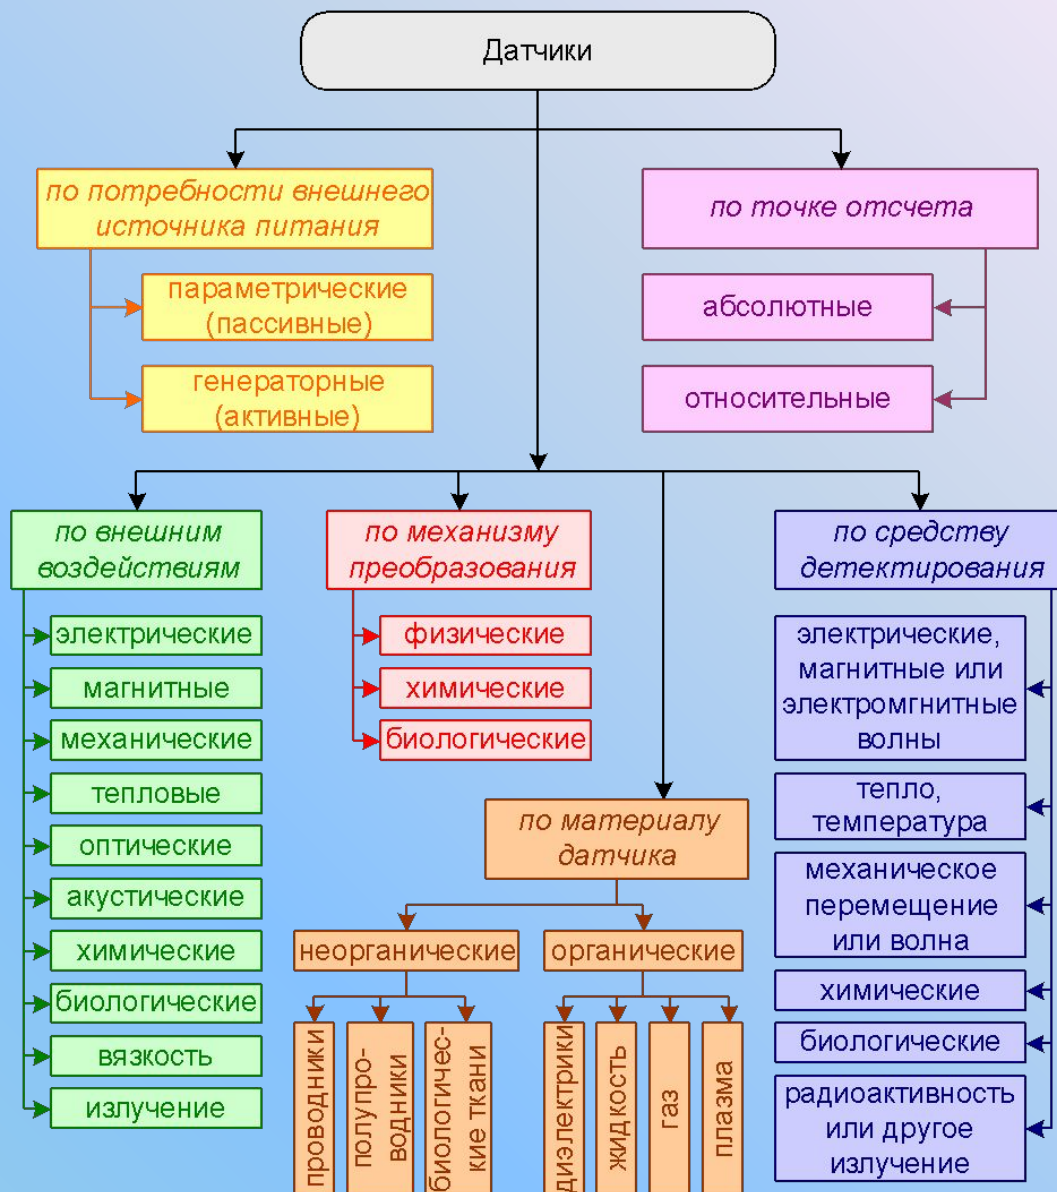 Датчики
по потребности внешнего
источника питания
параметрические
(пассивные)
генераторные
(активные)
по точке отсчета
абсолютные
относительные
по внешним
воздействиям
электрические
магнитные
механические
тепловые
оптические
акустические
химические
биологические
вязкость
излучение
по механизму
преобразования
физические
химические
биологические
по материалу
датчика
неорганические
проводники
полупро-
водники
биологичес-
кие ткани
органические
диэлектрики
жидкость
газ
плазма
по средству
детектирования
электрические,
магнитные или
электромгнитные
волны
тепло,
температура
механическое
перемещение
или волна
химические
биологические
радиоактивность
или другое
излучение